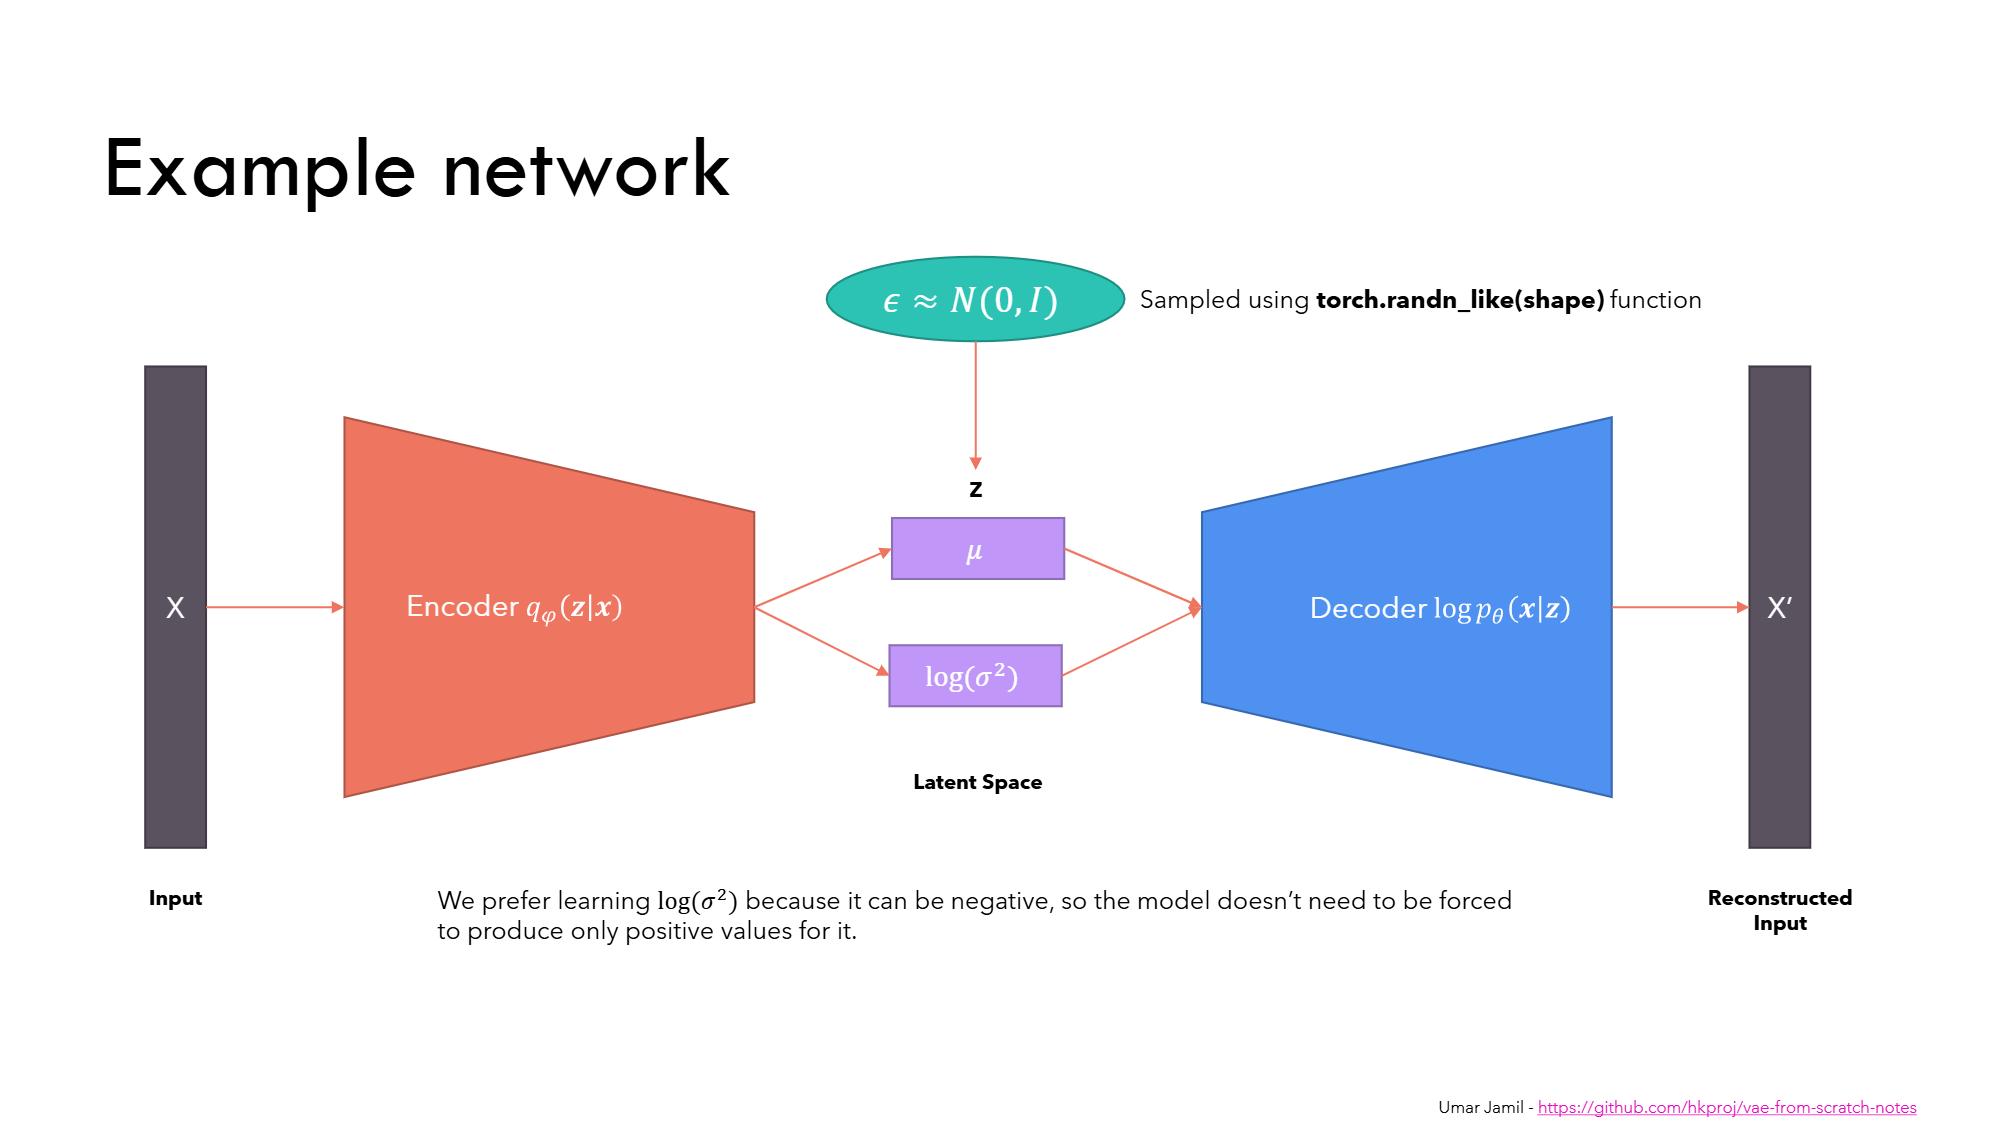 Example network
ϵ ≈ N(0, I)
Sampled using torch.randn_like(shape) function
z
X
Encoder qφ(z|x)
μ
log(σ²)
Decoder log pθ(x|z)
X’
Latent Space
Input
We prefer learning log(σ²) because it can be negative, so the model doesn’t need to be forced
to produce only positive values for it.
Reconstructed
Input
Umar Jamil - https://github.com/hkproj/vae-from-scratch-notes